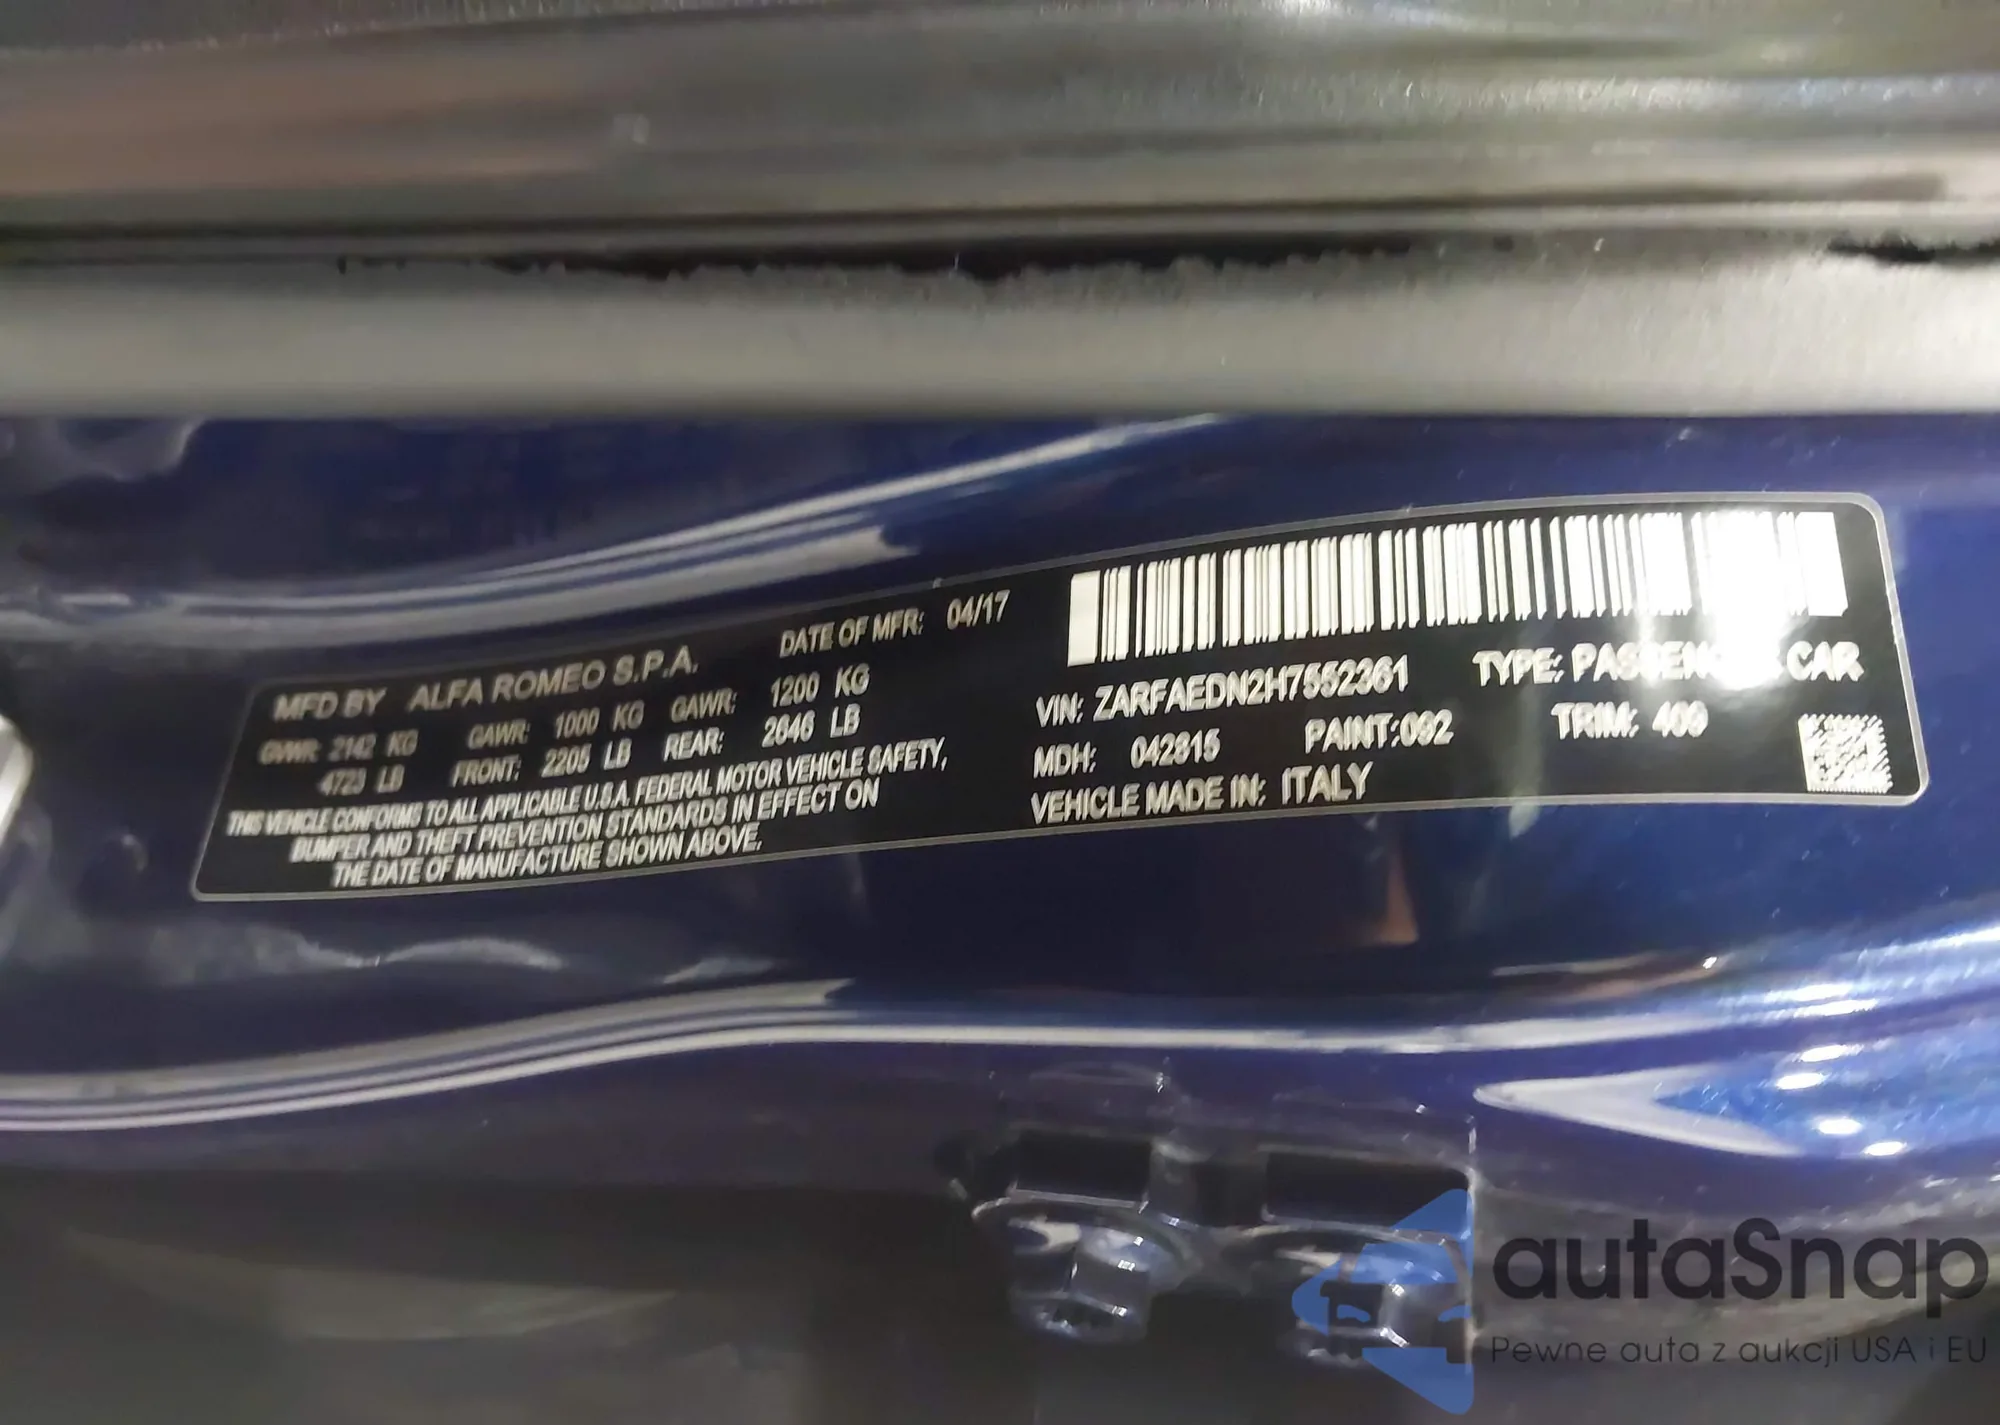 MFD BY ALFA ROMEO S.P.A. DATE OF MFR: 04/17
GVWR: 2142 KG GAWR: 1000 KG GAWR: 1200 KG
4723 LB FRONT: 2205 LB REAR: 2646 LB
THIS VEHICLE CONFORMS TO ALL APPLICABLE U.S.A. FEDERAL MOTOR VEHICLE SAFETY,
BUMPER AND THEFT PREVENTION STANDARDS IN EFFECT ON
THE DATE OF MANUFACTURE SHOWN ABOVE.
VIN: ZARFAEDN2H7552361 TYPE: PASSENGER CAR
MDH: 042815 PAINT:092 TRIM: 409
VEHICLE MADE IN: ITALY
autaSnap
Pewne auta z aukcji USA i EU